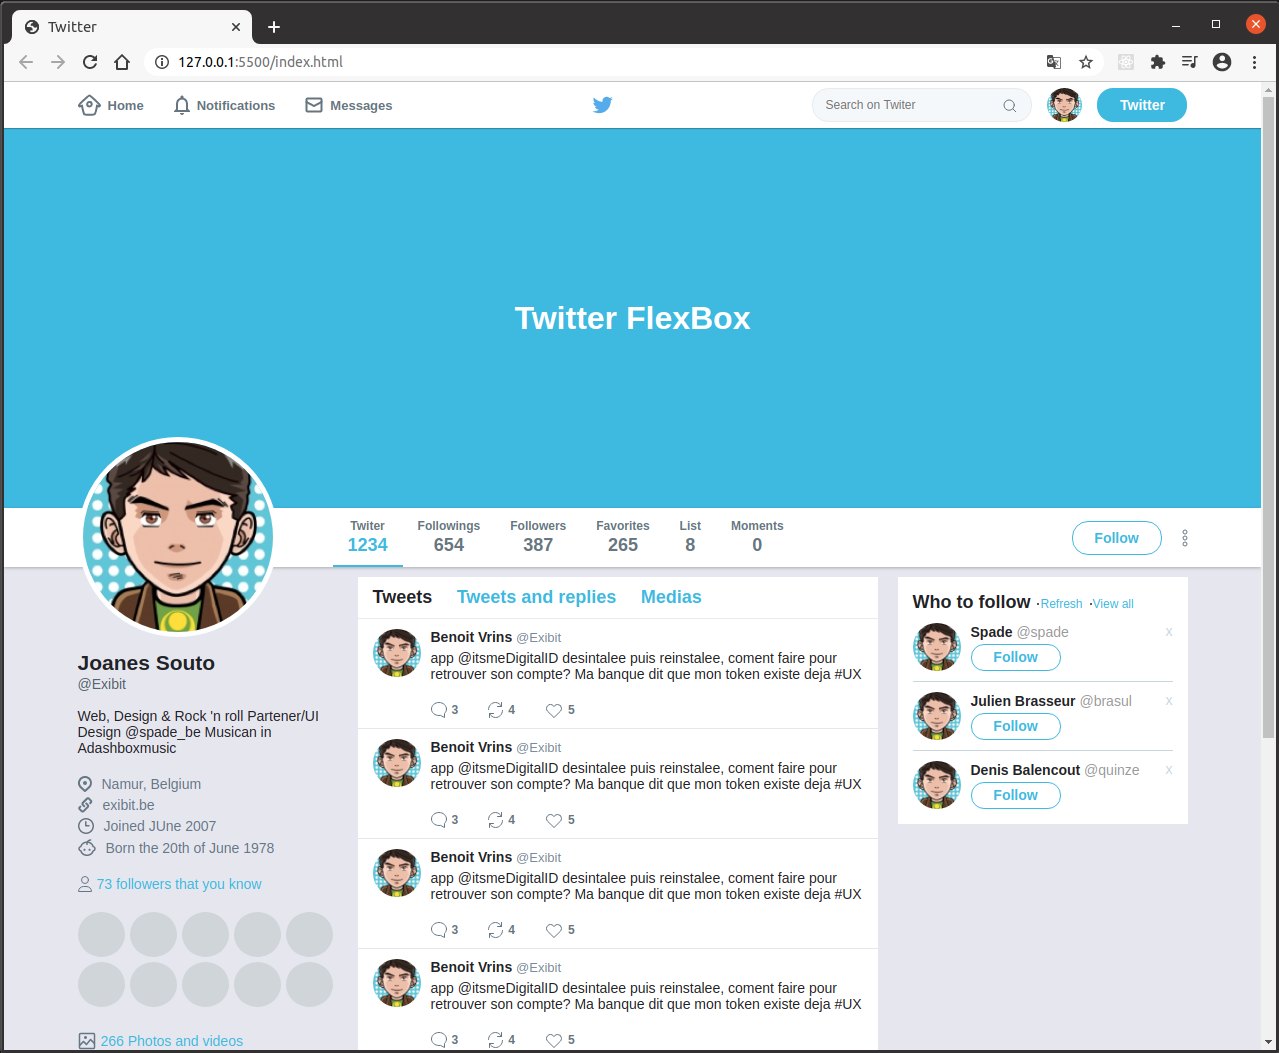 Twitter
127.0.0.1:5500/index.html
Home Notifications Messages Search on Twiter Twitter
Twitter FlexBox
Twiter Followings Followers Favorites List Moments
1234 654 387 265 8 0
Follow
Joanes Souto
@Exibit
Web, Design & Rock 'n roll Partener/UI
Design @spade_be Musican in
Adashboxmusic
Namur, Belgium
exibit.be
Joined JUne 2007
Born the 20th of June 1978
73 followers that you know
266 Photos and videos
Tweets Tweets and replies Medias
Benoit Vrins @Exibit
app @itsmeDigitalID desintalee puis reinstalee, coment faire pour
retrouver son compte? Ma banque dit que mon token existe deja #UX
3 4 5
Benoit Vrins @Exibit
app @itsmeDigitalID desintalee puis reinstalee, coment faire pour
retrouver son compte? Ma banque dit que mon token existe deja #UX
3 4 5
Benoit Vrins @Exibit
app @itsmeDigitalID desintalee puis reinstalee, coment faire pour
retrouver son compte? Ma banque dit que mon token existe deja #UX
3 4 5
Benoit Vrins @Exibit
app @itsmeDigitalID desintalee puis reinstalee, coment faire pour
retrouver son compte? Ma banque dit que mon token existe deja #UX
3 4 5
Who to follow ·Refresh ·View all
Spade @spade x
Follow
Julien Brasseur @brasul x
Follow
Denis Balencout @quinze x
Follow